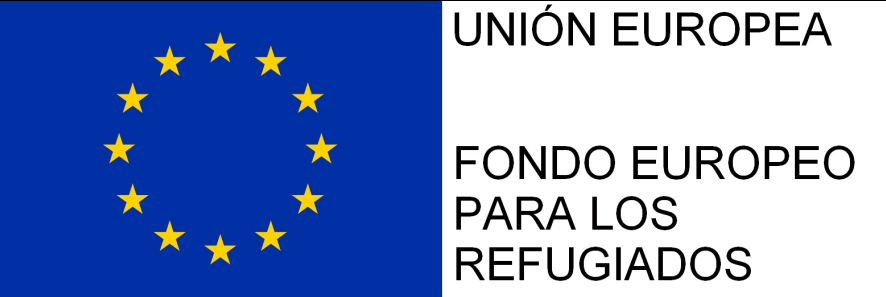 UNIÓN EUROPEA
FONDO EUROPEO
PARA LOS
REFUGIADOS